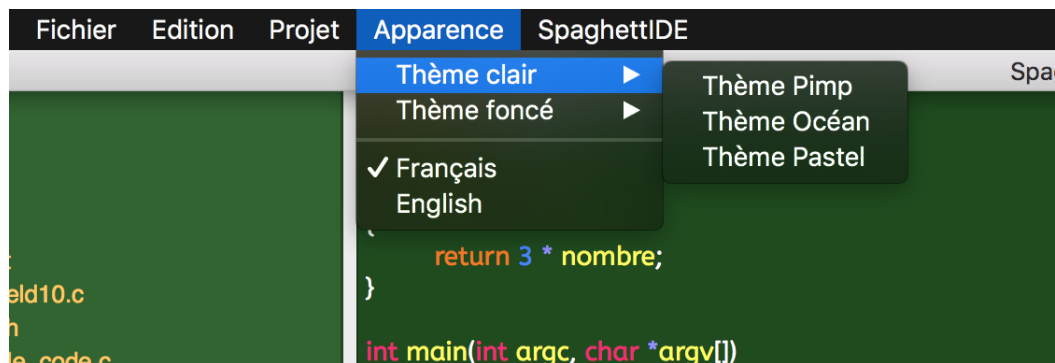 Fichier Edition Projet Apparence SpaghettIDE
Thème clair ▶
Thème foncé ▶
✓ Français
English
Thème Pimp
Thème Océan
Thème Pastel
{
return 3 * nombre;
}
int main(int argc, char *argv[])
eld10.c